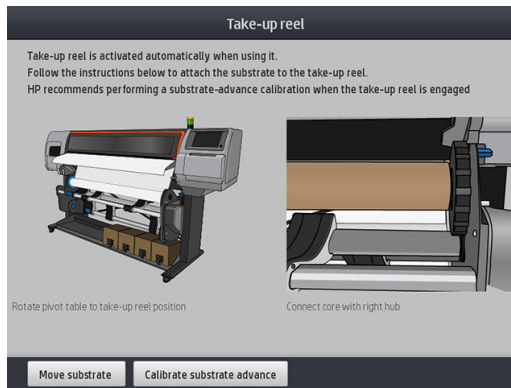 Take-up reel
Take-up reel is activated automatically when using it.
Follow the instructions below to attach the substrate to the take-up reel.
HP recommends performing a substrate-advance calibration when the take-up reel is engaged
Rotate pivot table to take-up reel position
Connect core with right hub
Move substrate
Calibrate substrate advance